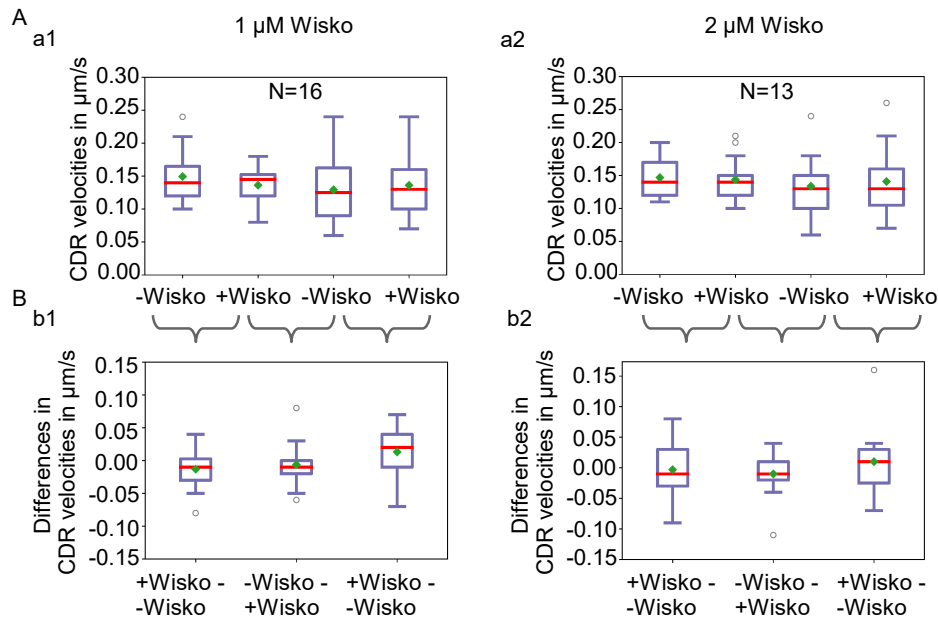 A
1 µM Wisko
2 µM Wisko
a1
a2
CDR velocities in µm/s
0.30
0.25
0.20
0.15
0.10
0.05
0.00
N=16
-Wisko +Wisko -Wisko +Wisko
CDR velocities in µm/s
0.30
0.25
0.20
0.15
0.10
0.05
0.00
N=13
-Wisko +Wisko -Wisko +Wisko
B
b1
b2
Differences in
CDR velocities in µm/s
0.15
0.10
0.05
0.00
-0.05
-0.10
-0.15
+Wisko - -Wisko - +Wisko -
-Wisko +Wisko -Wisko
Differences in
CDR velocities in µm/s
0.15
0.10
0.05
0.00
-0.05
-0.10
-0.15
+Wisko - -Wisko - +Wisko -
-Wisko +Wisko -Wisko